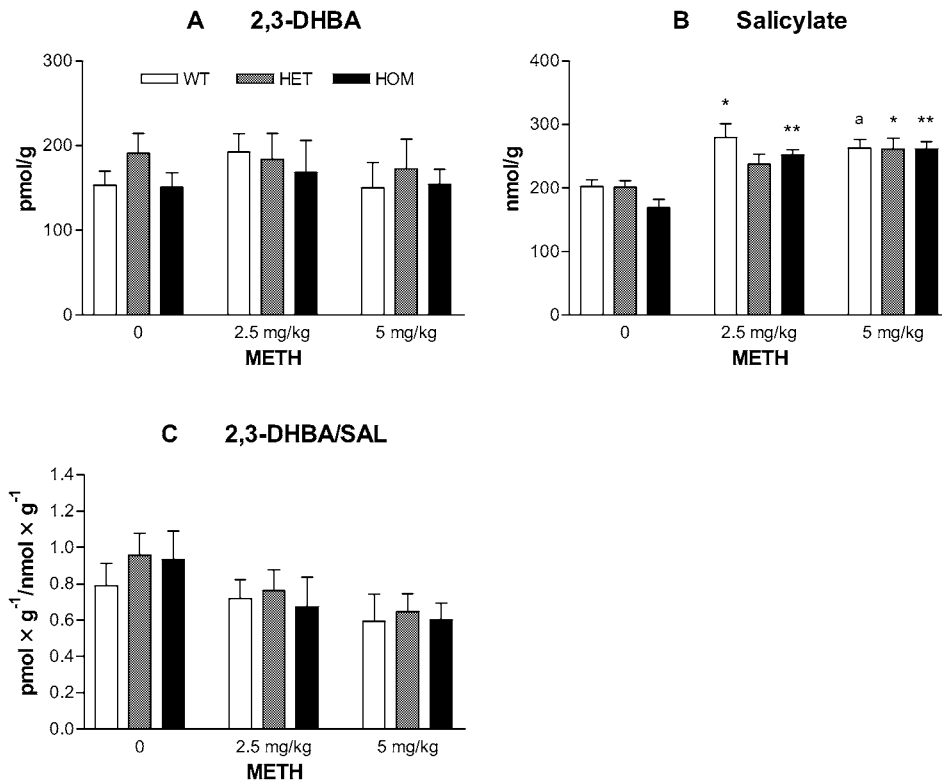 A 2,3-DHBA
300
200
100
0
pmol/g
WT HET HOM
0 2.5 mg/kg 5 mg/kg
METH
B Salicylate
400
300
200
100
0
nmol/g
* ** a * **
0 2.5 mg/kg 5 mg/kg
METH
C 2,3-DHBA/SAL
1.4
1.2
1.0
0.8
0.6
0.4
0.2
0.0
pmol × g⁻¹/nmol × g⁻¹
0 2.5 mg/kg 5 mg/kg
METH